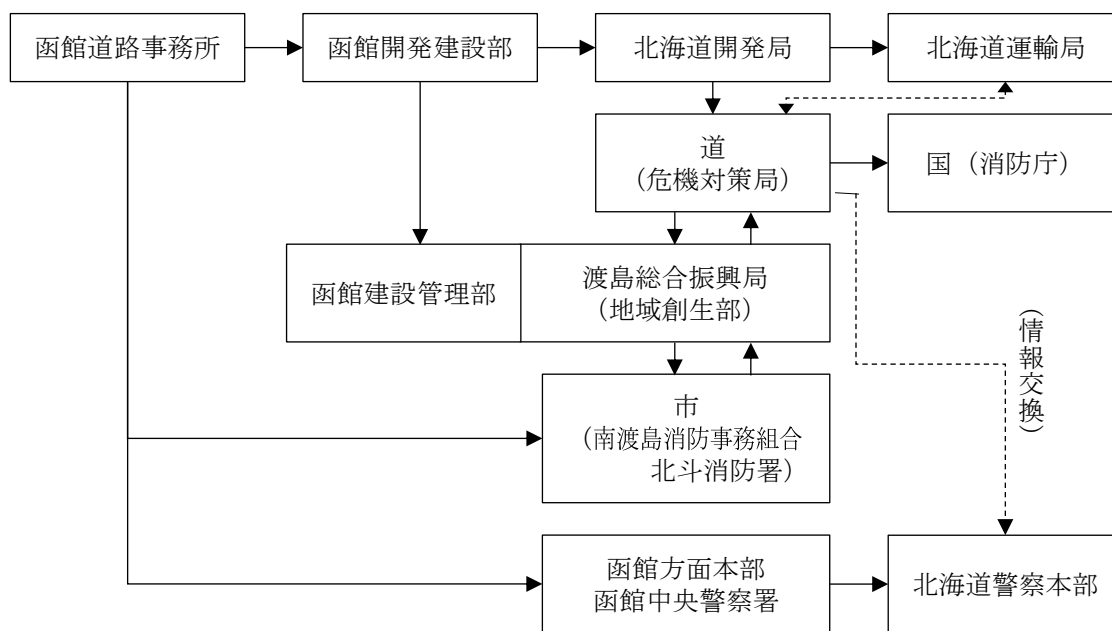 函館道路事務所
函館開発建設部
北海道開発局
北海道運輸局
道
（危機対策局）
国（消防庁）
函館建設管理部
渡島総合振興局
（地域創生部）
（情報交換）
市
（南渡島消防事務組合
北斗消防署）
函館方面本部
函館中央警察署
北海道警察本部